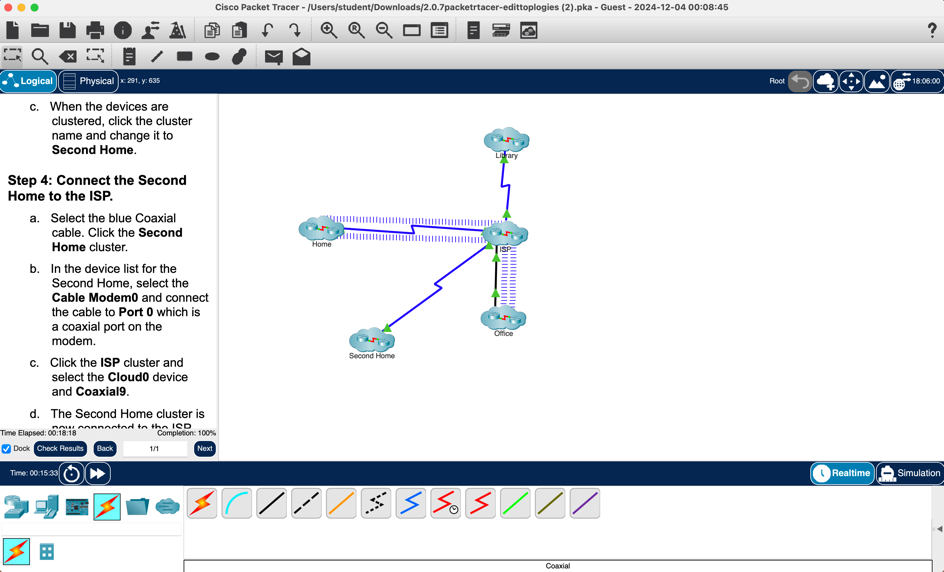 Cisco Packet Tracer - /Users/student/Downloads/2.0.7packetrtacer-edittoplogies (2).pka - Guest - 2024-12-04 00:08:45
Logical
Physical
x: 291, y: 635
Root
18:06:00
c. When the devices are
clustered, click the cluster
name and change it to
Second Home.
Step 4: Connect the Second
Home to the ISP.
a. Select the blue Coaxial
cable. Click the Second
Home cluster.
b. In the device list for the
Second Home, select the
Cable Modem0 and connect
the cable to Port 0 which is
a coaxial port on the
modem.
c. Click the ISP cluster and
select the Cloud0 device
and Coaxial9.
d. The Second Home cluster is
now connected to the ISP
Time Elapsed: 00:18:18
Completion: 100%
Dock
Check Results
Back
1/1
Next
Library
Home
ISP
Office
Second Home
Time: 00:15:33
Realtime
Simulation
Coaxial